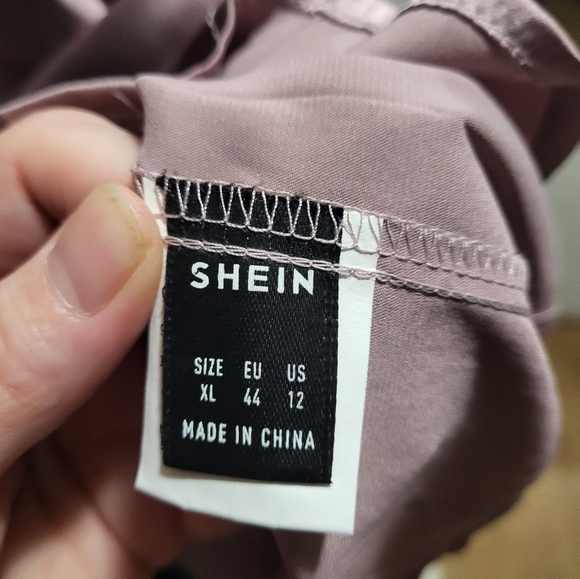 SHEIN
SIZE EU US
XL 44 12
MADE IN CHINA